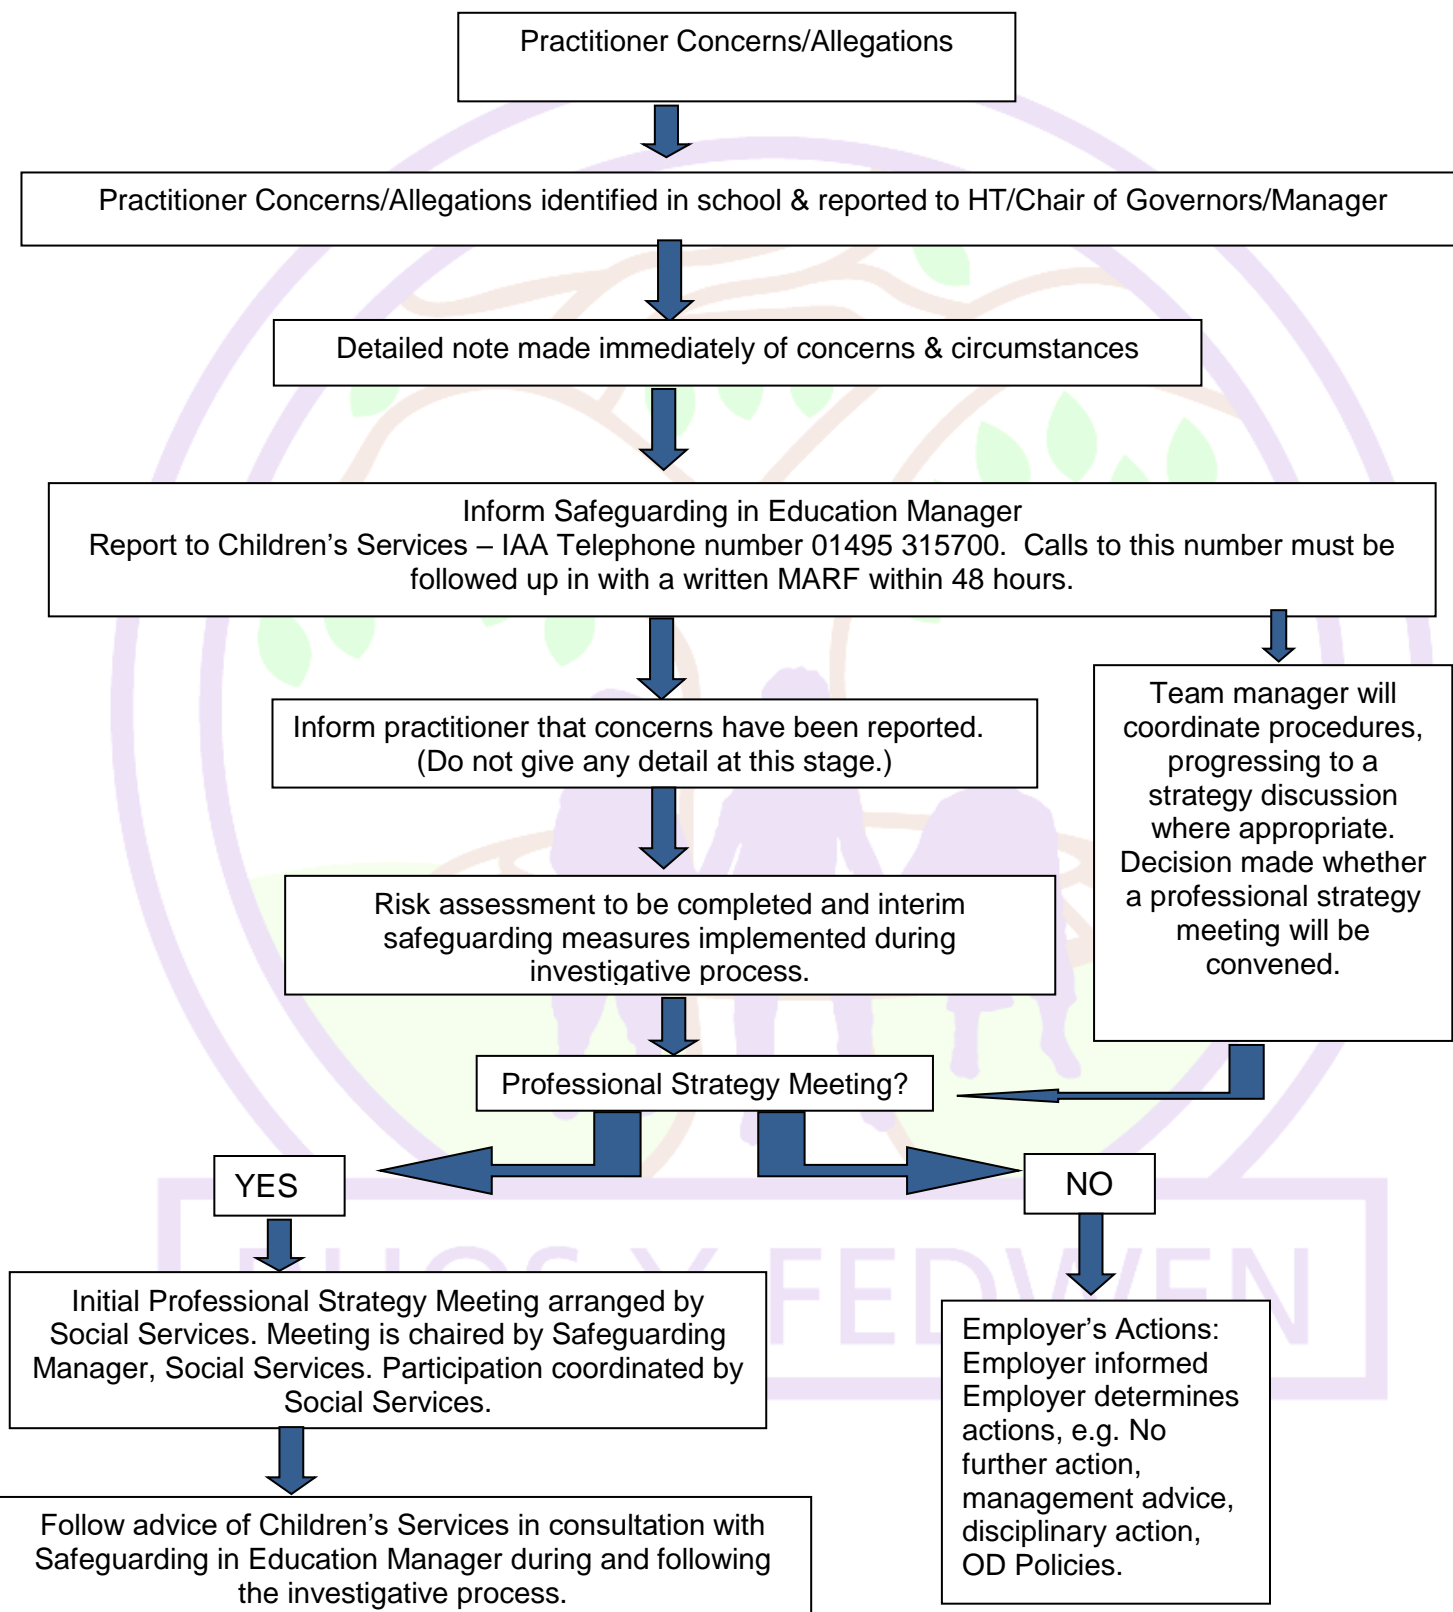 Practitioner Concerns/Allegations
Practitioner Concerns/Allegations identified in school & reported to HT/Chair of Governors/Manager
Detailed note made immediately of concerns & circumstances
Inform Safeguarding in Education Manager
Report to Children’s Services – IAA Telephone number 01495 315700.  Calls to this number must be
followed up in with a written MARF within 48 hours.
Inform practitioner that concerns have been reported.
(Do not give any detail at this stage.)
Team manager will
coordinate procedures,
progressing to a
strategy discussion
where appropriate.
Decision made whether
a professional strategy
meeting will be
convened.
Risk assessment to be completed and interim
safeguarding measures implemented during
investigative process.
Professional Strategy Meeting?
YES
NO
Initial Professional Strategy Meeting arranged by
Social Services. Meeting is chaired by Safeguarding
Manager, Social Services. Participation coordinated by
Social Services.
Employer’s Actions:
Employer informed
Employer determines
actions, e.g. No
further action,
management advice,
disciplinary action,
OD Policies.
Follow advice of Children’s Services in consultation with
Safeguarding in Education Manager during and following
the investigative process.
Y FEDWEN